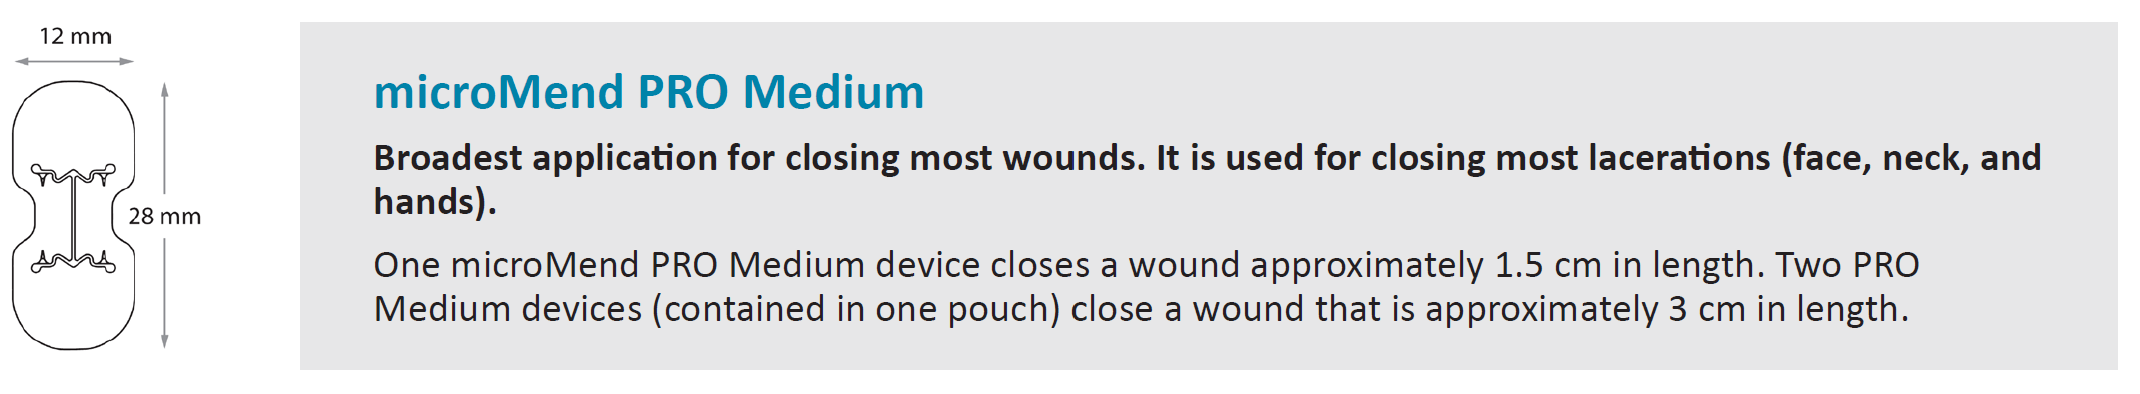 12 mm
28 mm
microMend PRO Medium
Broadest application for closing most wounds. It is used for closing most lacerations (face, neck, and
hands).
One microMend PRO Medium device closes a wound approximately 1.5 cm in length. Two PRO
Medium devices (contained in one pouch) close a wound that is approximately 3 cm in length.